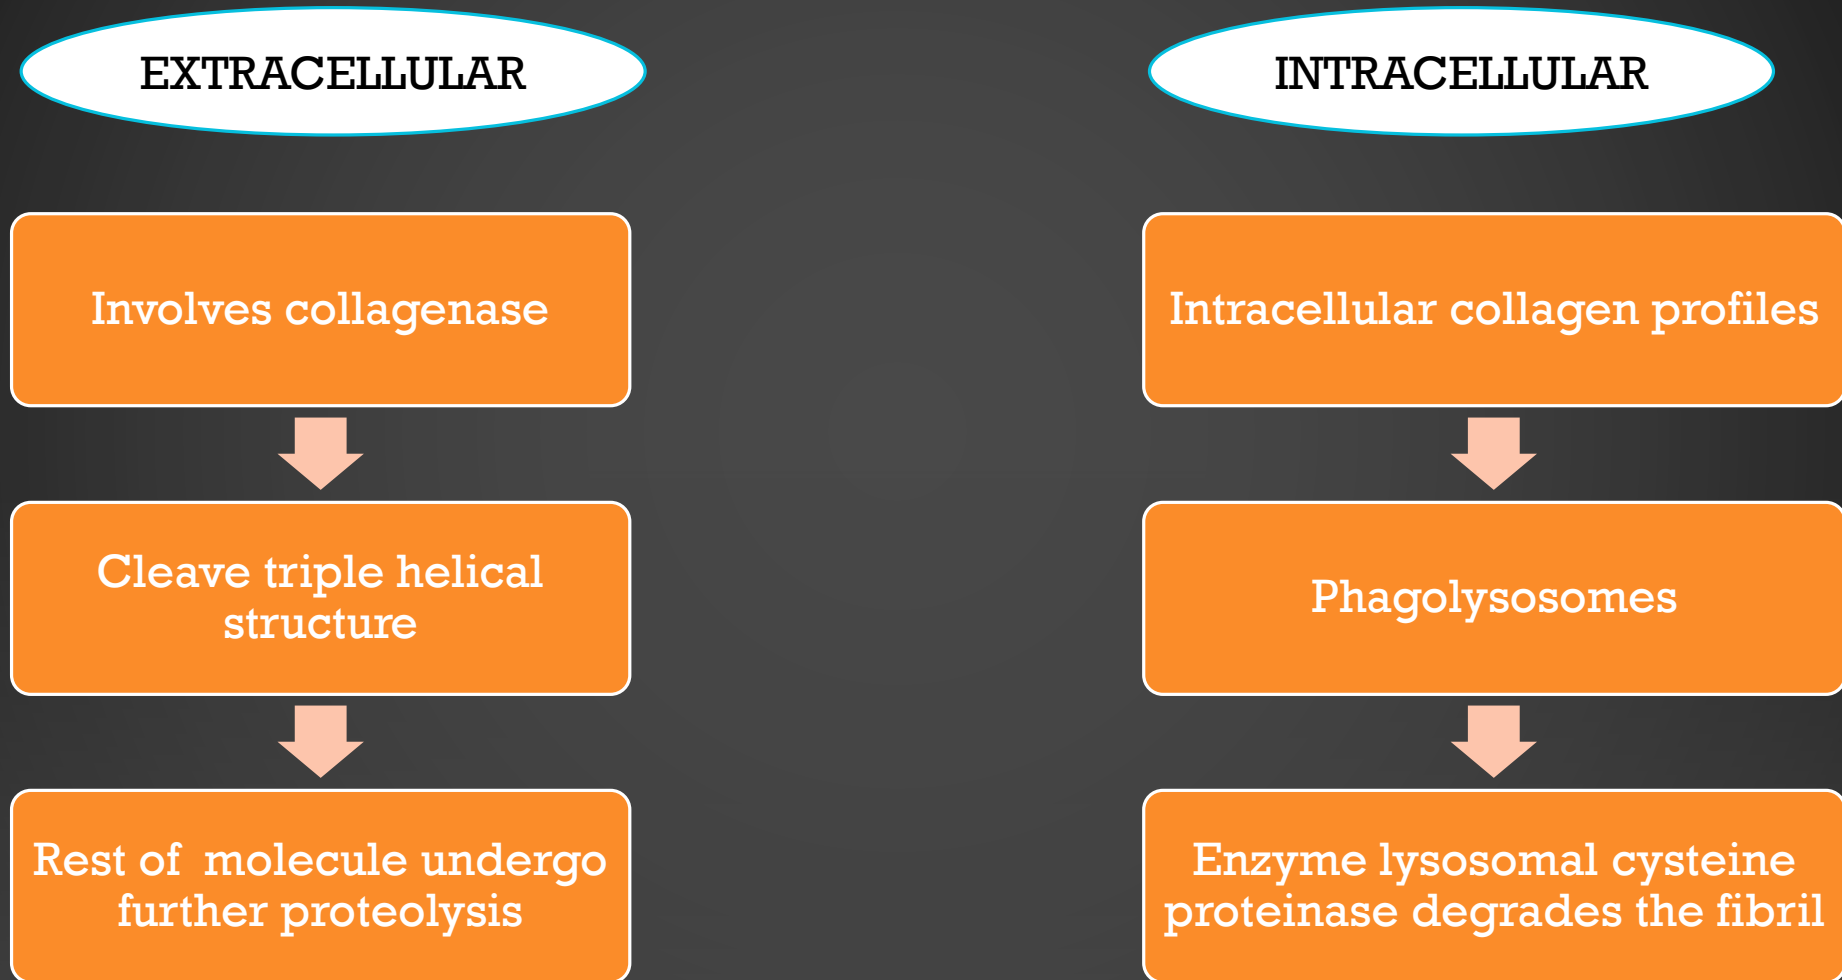 EXTRACELLULAR
Involves collagenase
Cleave triple helical
structure
Rest of molecule undergo
further proteolysis
INTRACELLULAR
Intracellular collagen profiles
Phagolysosomes
Enzyme lysosomal cysteine
proteinase degrades the fibril